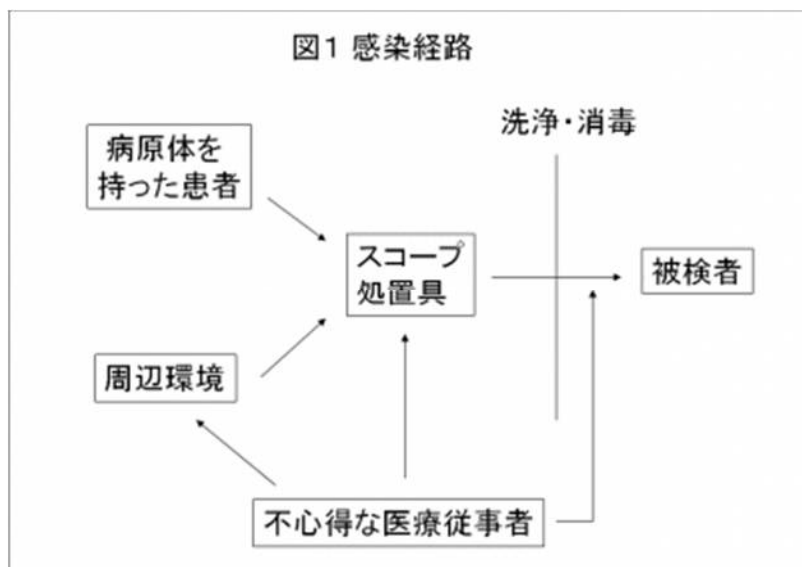 図1 感染経路
洗浄・消毒
病原体を
持った患者
スコープ
処置具
被検者
周辺環境
不心得な医療従事者